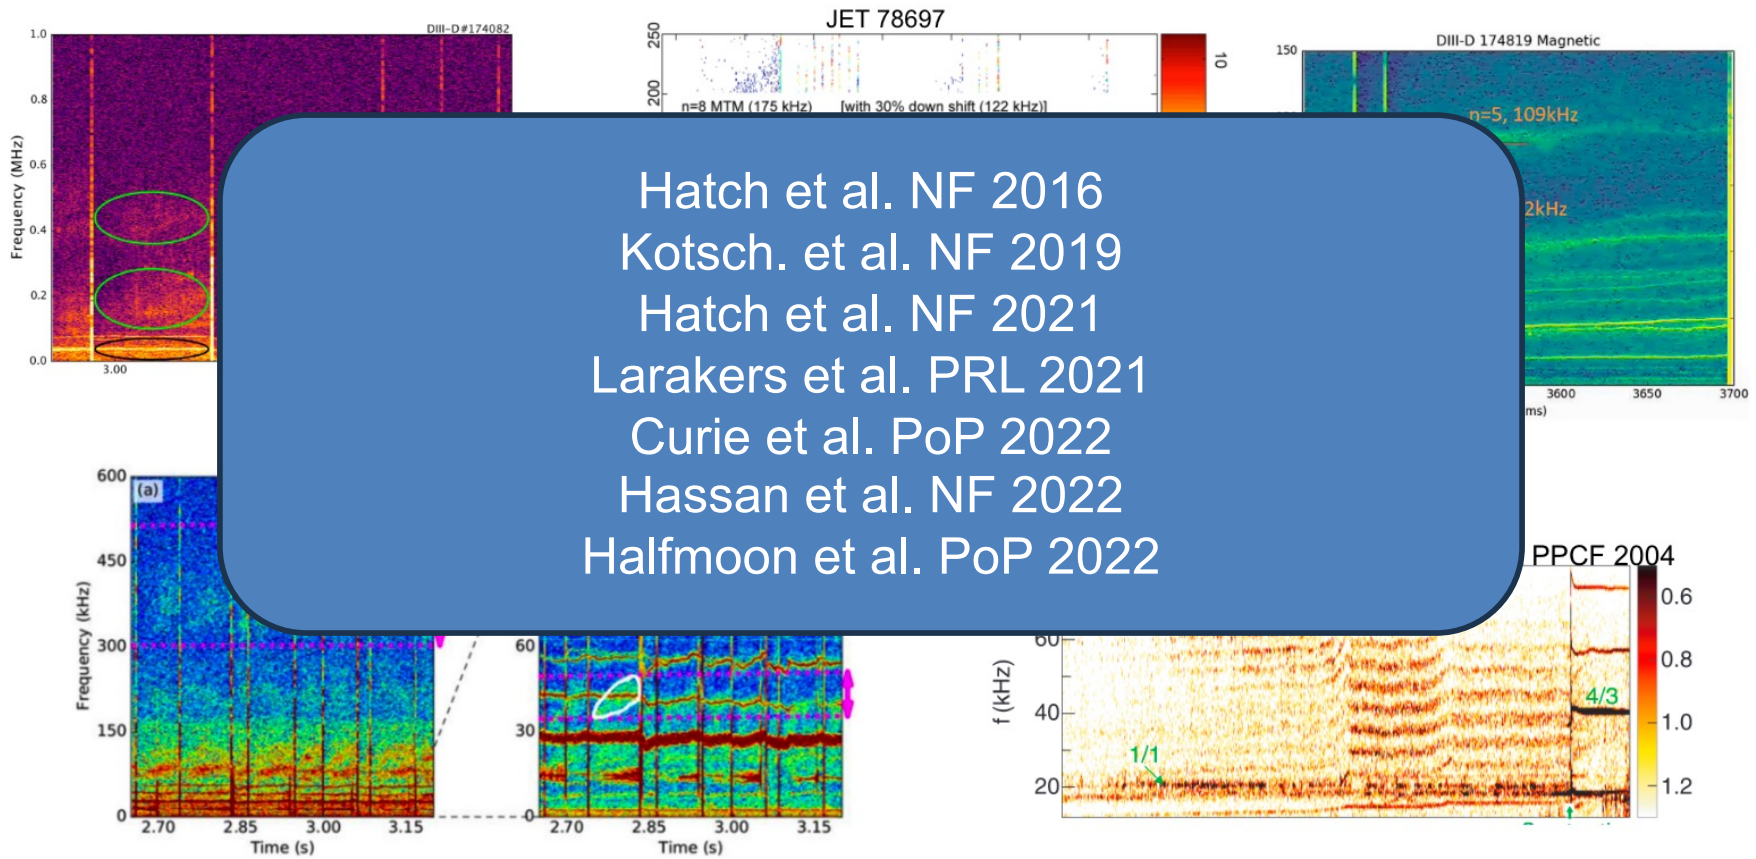 JET 78697
DIII-D#174082
1.0
0.8
0.6
0.4
0.2
0.0
Frequency (MHz)
3.00
250
200
10
n=8 MTM (175 kHz) [with 30% down shift (122 kHz)]
DIII-D 174819 Magnetic
150
n=5, 109kHz
2kHz
3600 3650 3700
ms)
Hatch et al. NF 2016
Kotsch. et al. NF 2019
Hatch et al. NF 2021
Larakers et al. PRL 2021
Curie et al. PoP 2022
Hassan et al. NF 2022
Halfmoon et al. PoP 2022
(a)
600
450
300
150
0
Frequency (kHz)
2.70 2.85 3.00 3.15
Time (s)
60
30
0
2.70 2.85 3.00 3.15
Time (s)
PPCF 2004
60
40
20
f (kHz)
1/1
4/3
0.6
0.8
1.0
1.2